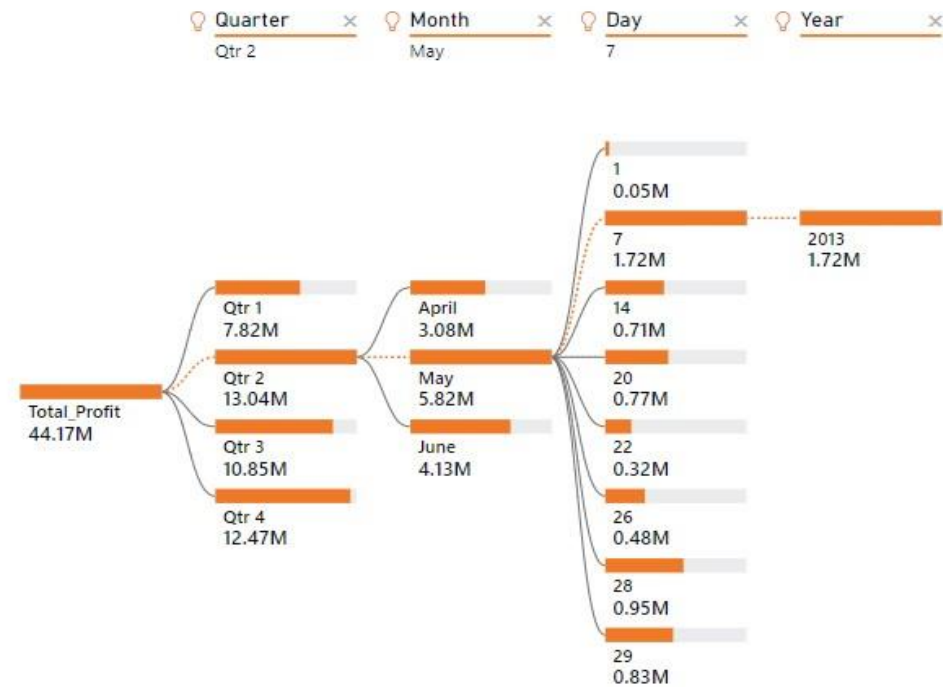 Quarter
Qtr 2
Month
May
Day
7
Year
Total_Profit
44.17M
Qtr 1
7.82M
Qtr 2
13.04M
Qtr 3
10.85M
Qtr 4
12.47M
April
3.08M
May
5.82M
June
4.13M
1
0.05M
7
1.72M
14
0.71M
20
0.77M
22
0.32M
26
0.48M
28
0.95M
29
0.83M
2013
1.72M